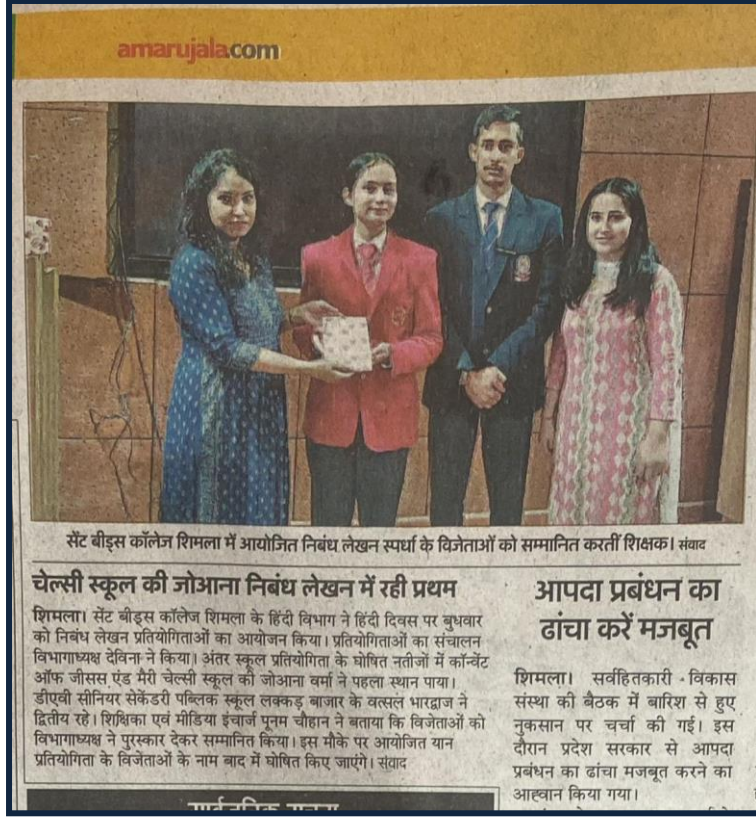 amarujala.com
सेंट बीड्स कॉलेज शिमला में आयोजित निबंध लेखन स्पर्धा के विजेताओं को सम्मानित करतीं शिक्षक। संवाद
चेल्सी स्कूल की जोआना निबंध लेखन में रही प्रथम
शिमला। सेंट बीड्स कॉलेज शिमला के हिंदी विभाग ने हिंदी दिवस पर बुधवार
को निबंध लेखन प्रतियोगिताओं का आयोजन किया। प्रतियोगिताओं का संचालन
विभागाध्यक्ष देविना ने किया। अंतर स्कूल प्रतियोगिता के घोषित नतीजों में कॉन्वेंट
ऑफ जीसस एंड मैरी चेल्सी स्कूल की जोआना वर्मा ने पहला स्थान पाया।
डीएवी सीनियर सेकेंडरी पब्लिक स्कूल लक्कड़ बाजार के वत्सल भारद्वाज ने
द्वितीय रहे। शिक्षिका एवं मीडिया इंचार्ज पूनम चौहान ने बताया कि विजेताओं को
विभागाध्यक्ष ने पुरस्कार देकर सम्मानित किया। इस मौके पर आयोजित यान
प्रतियोगिता के विजेताओं के नाम बाद में घोषित किए जाएंगे। संवाद
आपदा प्रबंधन का
ढांचा करें मजबूत
शिमला। सर्वहितकारी विकास
संस्था की बैठक में बारिश से हुए
नुकसान पर चर्चा की गई। इस
दौरान प्रदेश सरकार से आपदा
प्रबंधन का ढांचा मजबूत करने का
आह्वान किया गया।